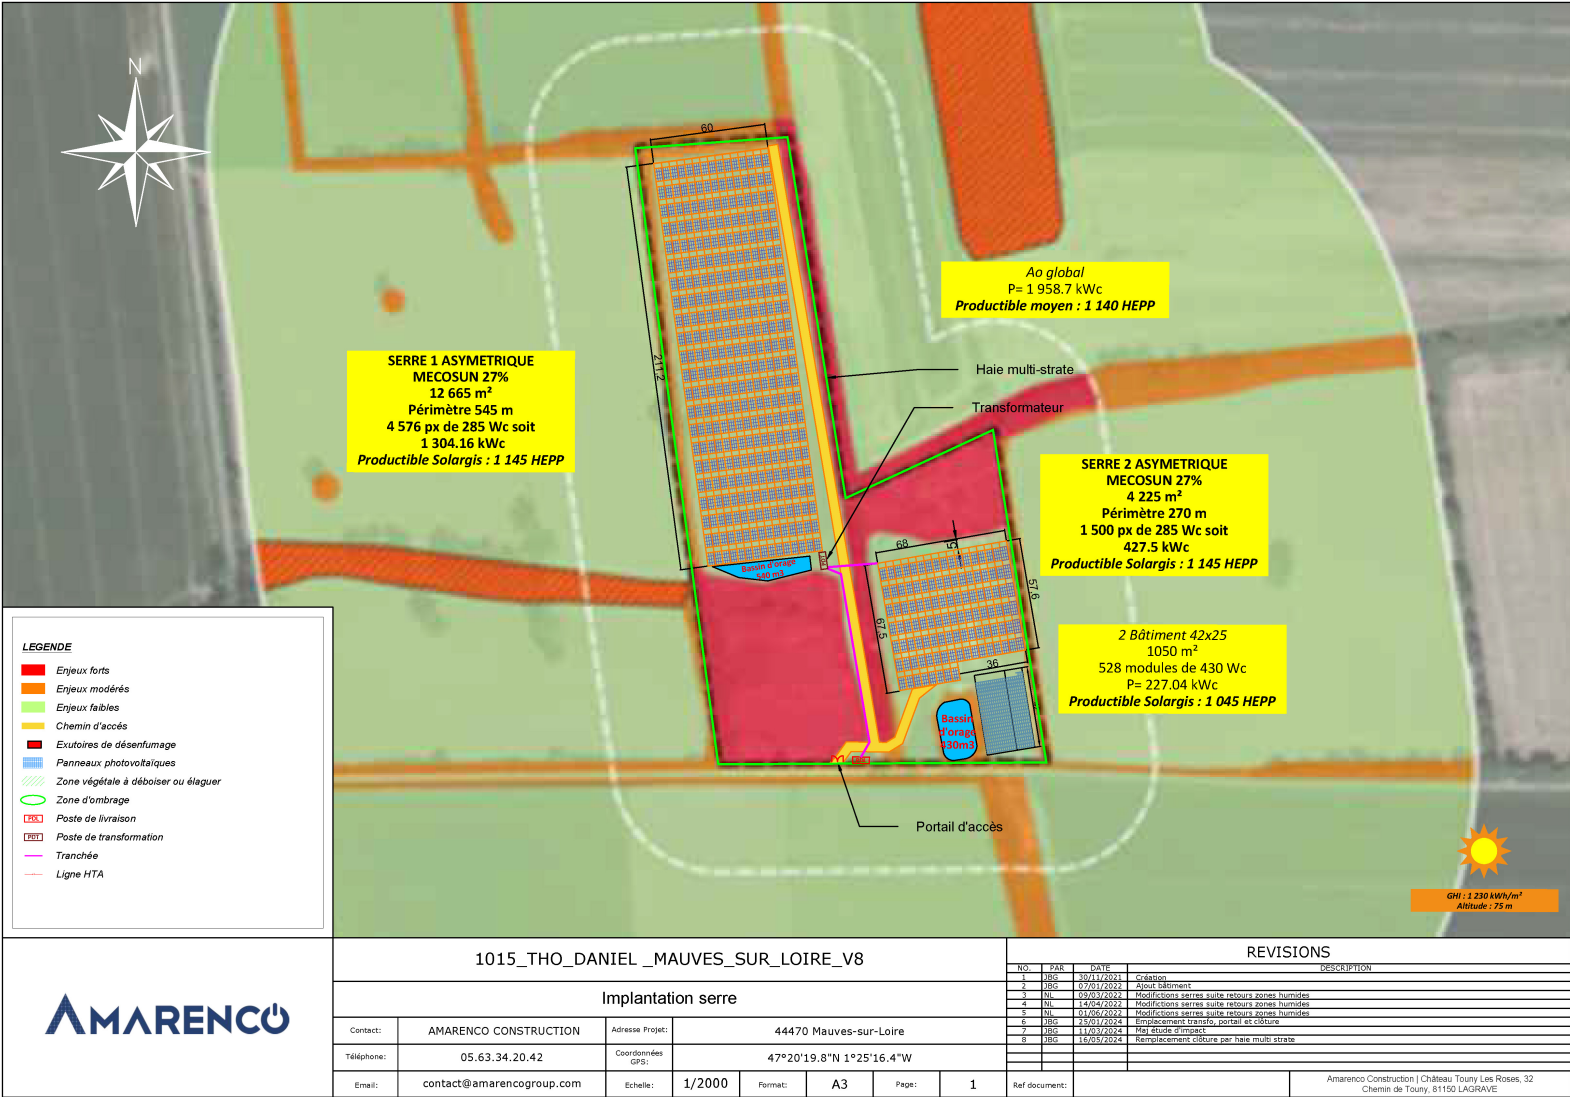 N
60
211.2
Ao global
P= 1 958.7 kWc
Productible moyen : 1 140 HEPP
SERRE 1 ASYMETRIQUE
MECOSUN 27%
12 665 m²
Périmètre 545 m
4 576 px de 285 Wc soit
1 304.16 kWc
Productible Solargis : 1 145 HEPP
Haie multi-strate
Transformateur
SERRE 2 ASYMETRIQUE
MECOSUN 27%
4 225 m²
Périmètre 270 m
1 500 px de 285 Wc soit
427.5 kWc
Productible Solargis : 1 145 HEPP
68
5
57.6
67.5
36
Bassin d'orage
540 m3
2 Bâtiment 42x25
1050 m²
528 modules de 430 Wc
P= 227.04 kWc
Productible Solargis : 1 045 HEPP
Bassin
d'orage
430m3
Portail d'accès
GHI : 1 230 kWh/m²
Altitude : 75 m
LEGENDE
Enjeux forts
Enjeux modérés
Enjeux faibles
Chemin d'accés
Exutoires de désenfumage
Panneaux photovoltaïques
Zone végétale à déboiser ou élaguer
Zone d'ombrage
PDL Poste de livraison
PDT Poste de transformation
Tranchée
Ligne HTA
AMARENCO
1015_THO_DANIEL _MAUVES_SUR_LOIRE_V8
Implantation serre
Contact: AMARENCO CONSTRUCTION Adresse Projet: 44470 Mauves-sur-Loire
Téléphone: 05.63.34.20.42 Coordonnées GPS: 47°20'19.8"N 1°25'16.4"W
Email: contact@amarencogroup.com Echelle: 1/2000 Format: A3 Page: 1
REVISIONS
NO. PAR DATE DESCRIPTION
1 JBG 30/11/2021 Création
2 JBG 07/01/2022 Ajout bâtiment
3 NL 09/03/2022 Modifictions serres suite retours zones humides
4 NL 14/04/2022 Modifictions serres suite retours zones humides
5 NL 01/06/2022 Modifictions serres suite retours zones humides
6 JBG 25/01/2024 Emplacement transfo, portail et clôture
7 JBG 11/03/2024 Maj étude d'impact
8 JBG 16/05/2024 Remplacement clôture par haie multi strate
Ref document:
Amarenco Construction | Château Touny Les Roses, 32
Chemin de Touny, 81150 LAGRAVE